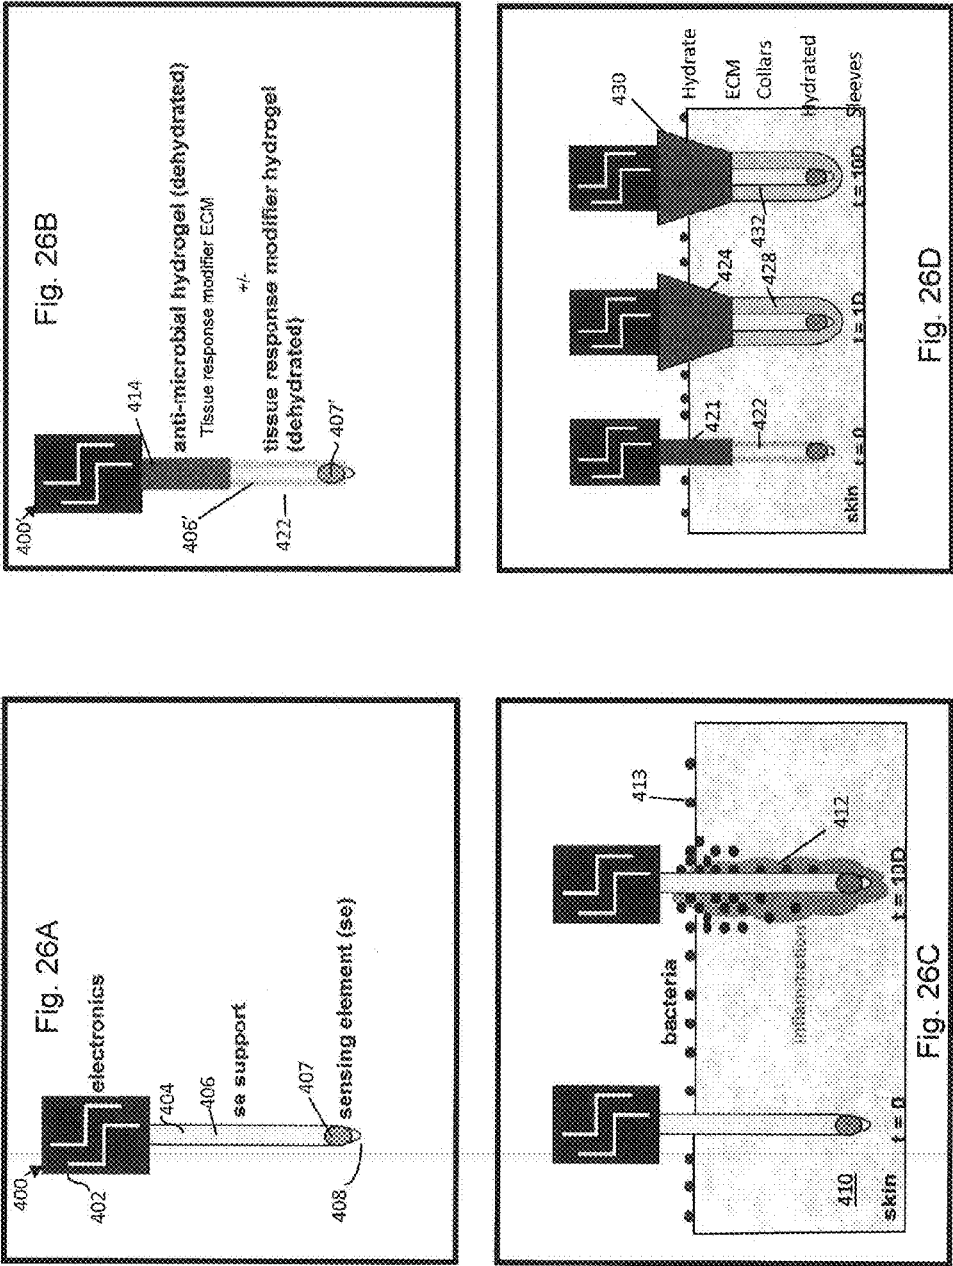 Fig. 26A
400
402
electronics
404
406
se support
407
sensing element (se)
408
Fig. 26B
400'
414
anti-microbial hydrogel (dehydrated)
Tissue response modifier ECM
+/-
406'
422
tissue response modifier hydrogel
(dehydrated)
407'
bacteria
413
412
inflammation
410
skin
t = 0
t = 10D
Fig. 26C
430
Hydrate
ECM
Collars
Hydrated
Sleeves
421
422
424
428
432
skin
t = 0
t = 1D
t = 10D
Fig. 26D